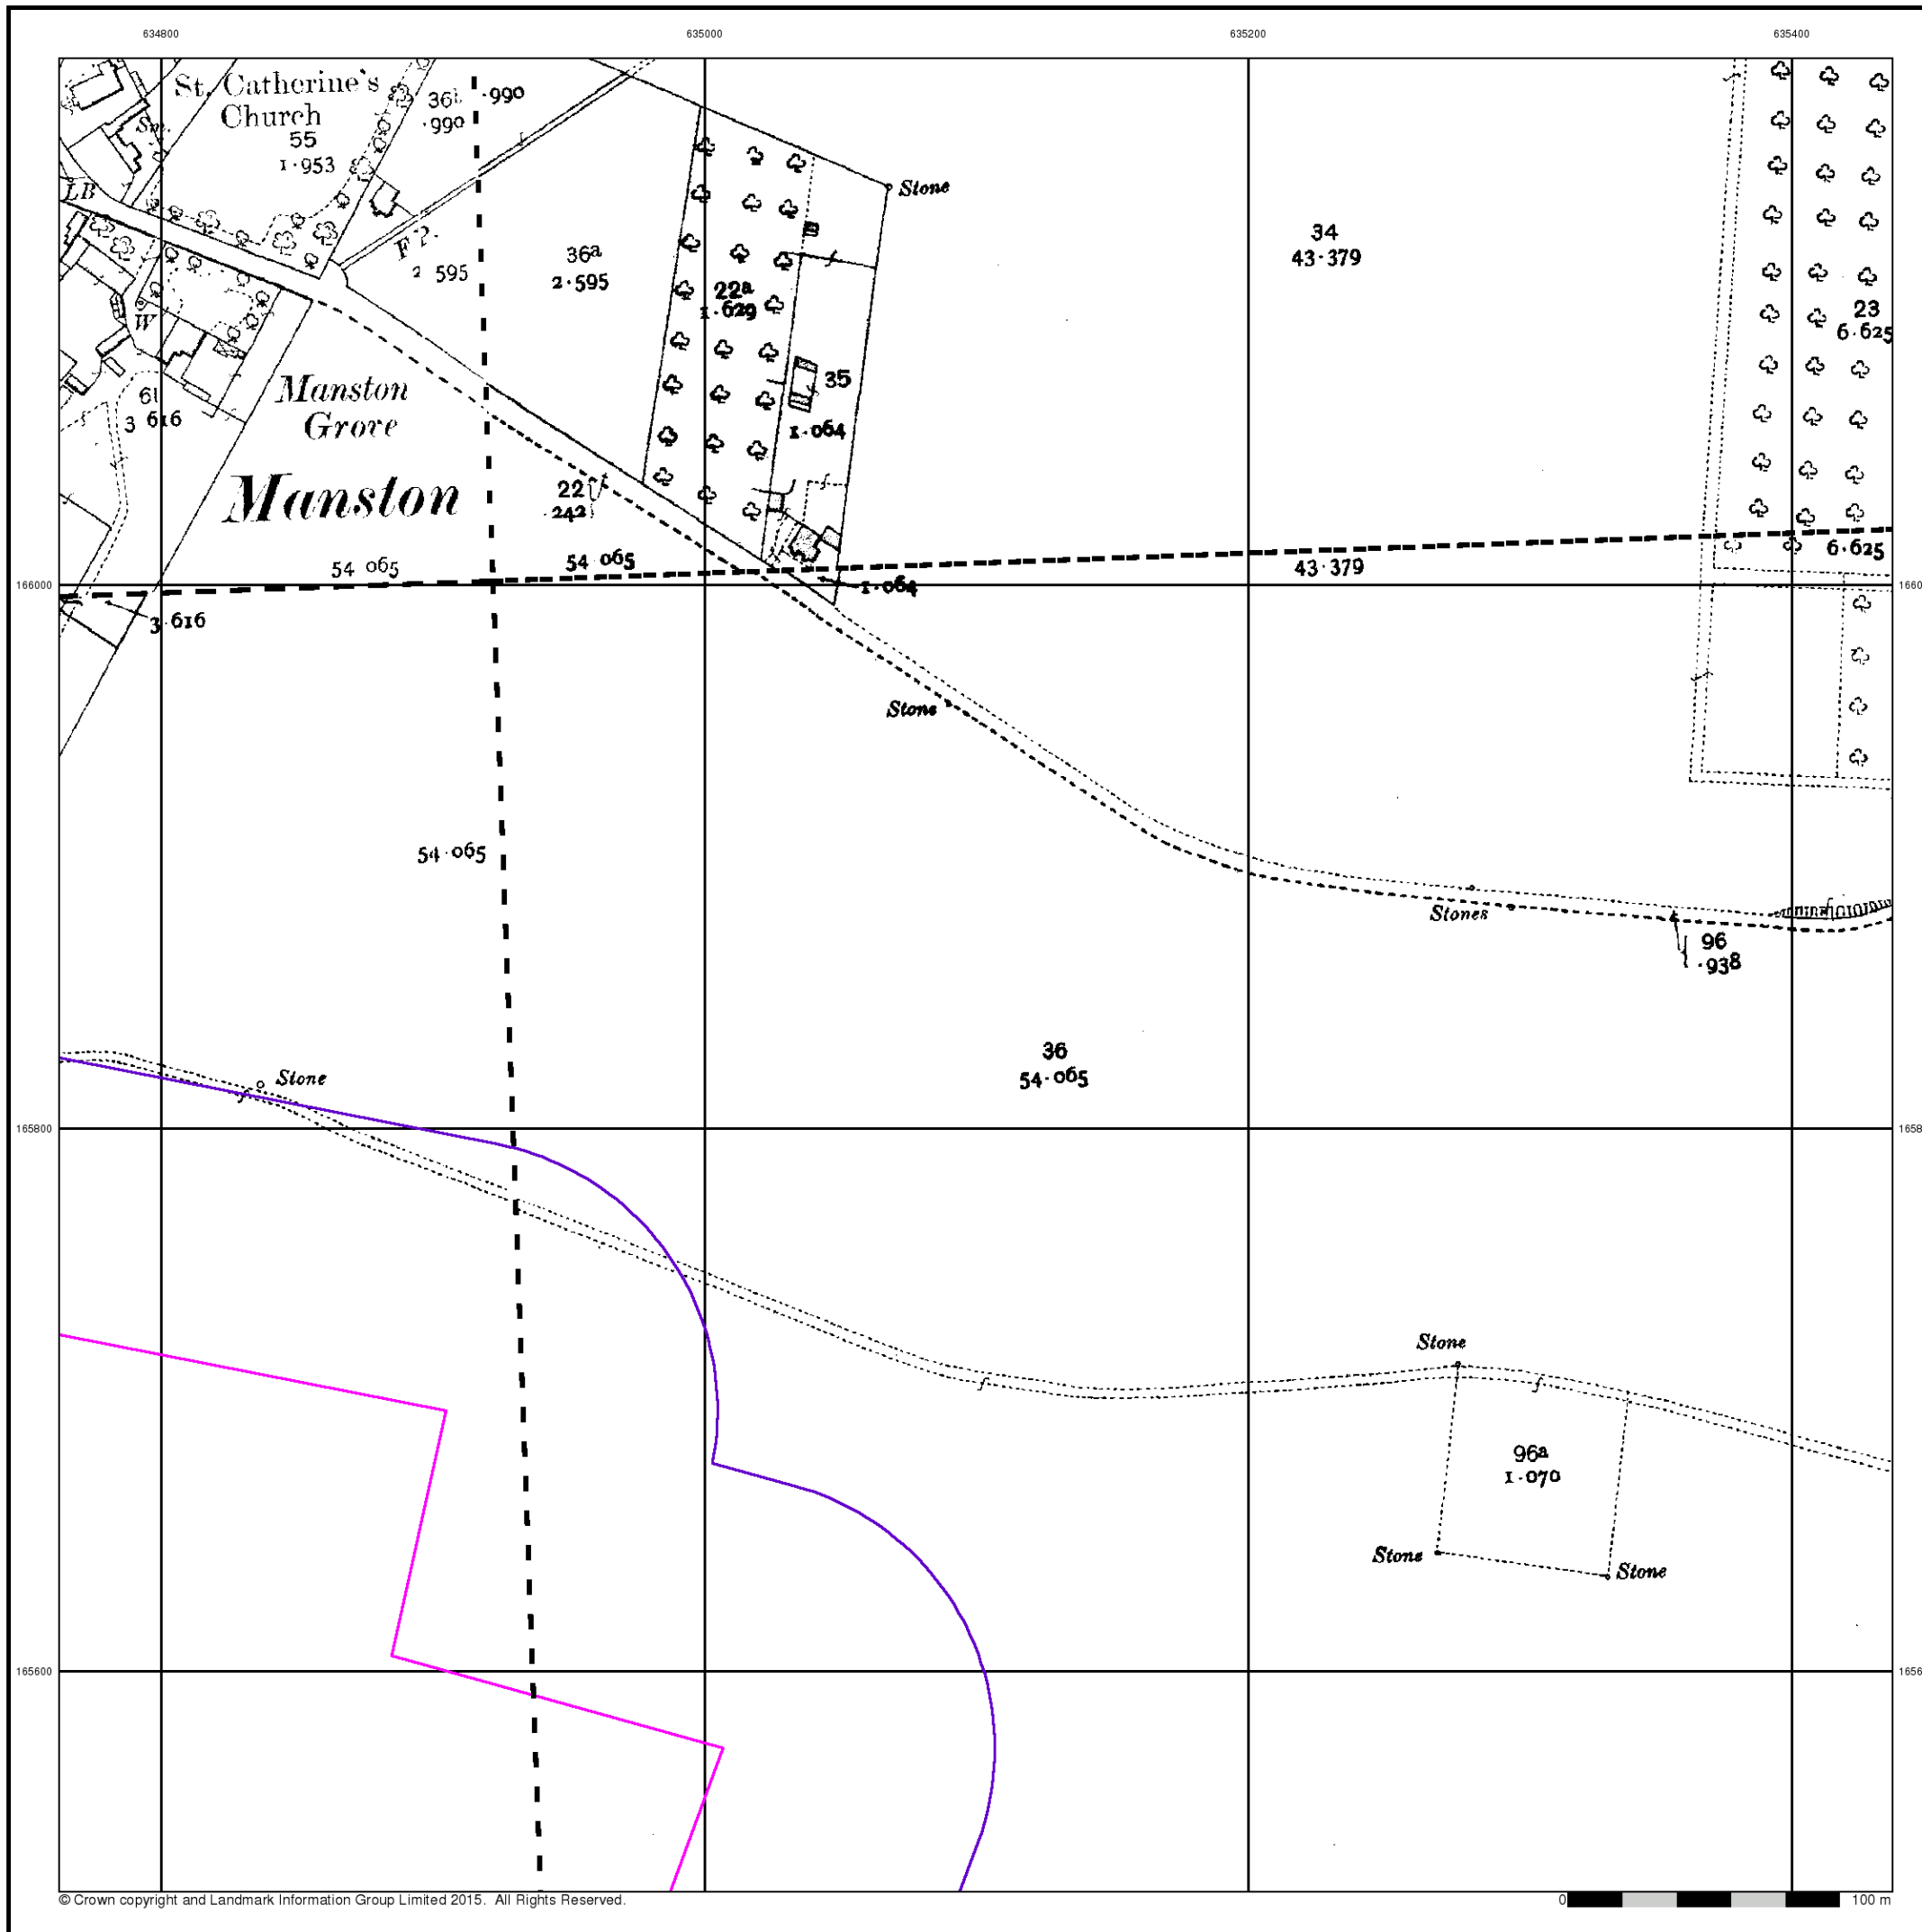 634800
635000
635200
635400
St. Catherine's
Church
55
1·953
·990
·990
Sm.
LB
F P.
2 595
36a
2·595
Stone
34
43·379
22a
1·629
23
6·625
W
61
3 616
Manston
Grove
35
1·064
Manston
22
·242
54 065
54·065
43·379
6·625
166000
1660
1·064
3·616
Stone
54·065
Stones
96
·938
36
54·065
Stone
165800
1658
Stone
96a
1·070
Stone
Stone
165600
1656
© Crown copyright and Landmark Information Group Limited 2015. All Rights Reserved.
0
100 m